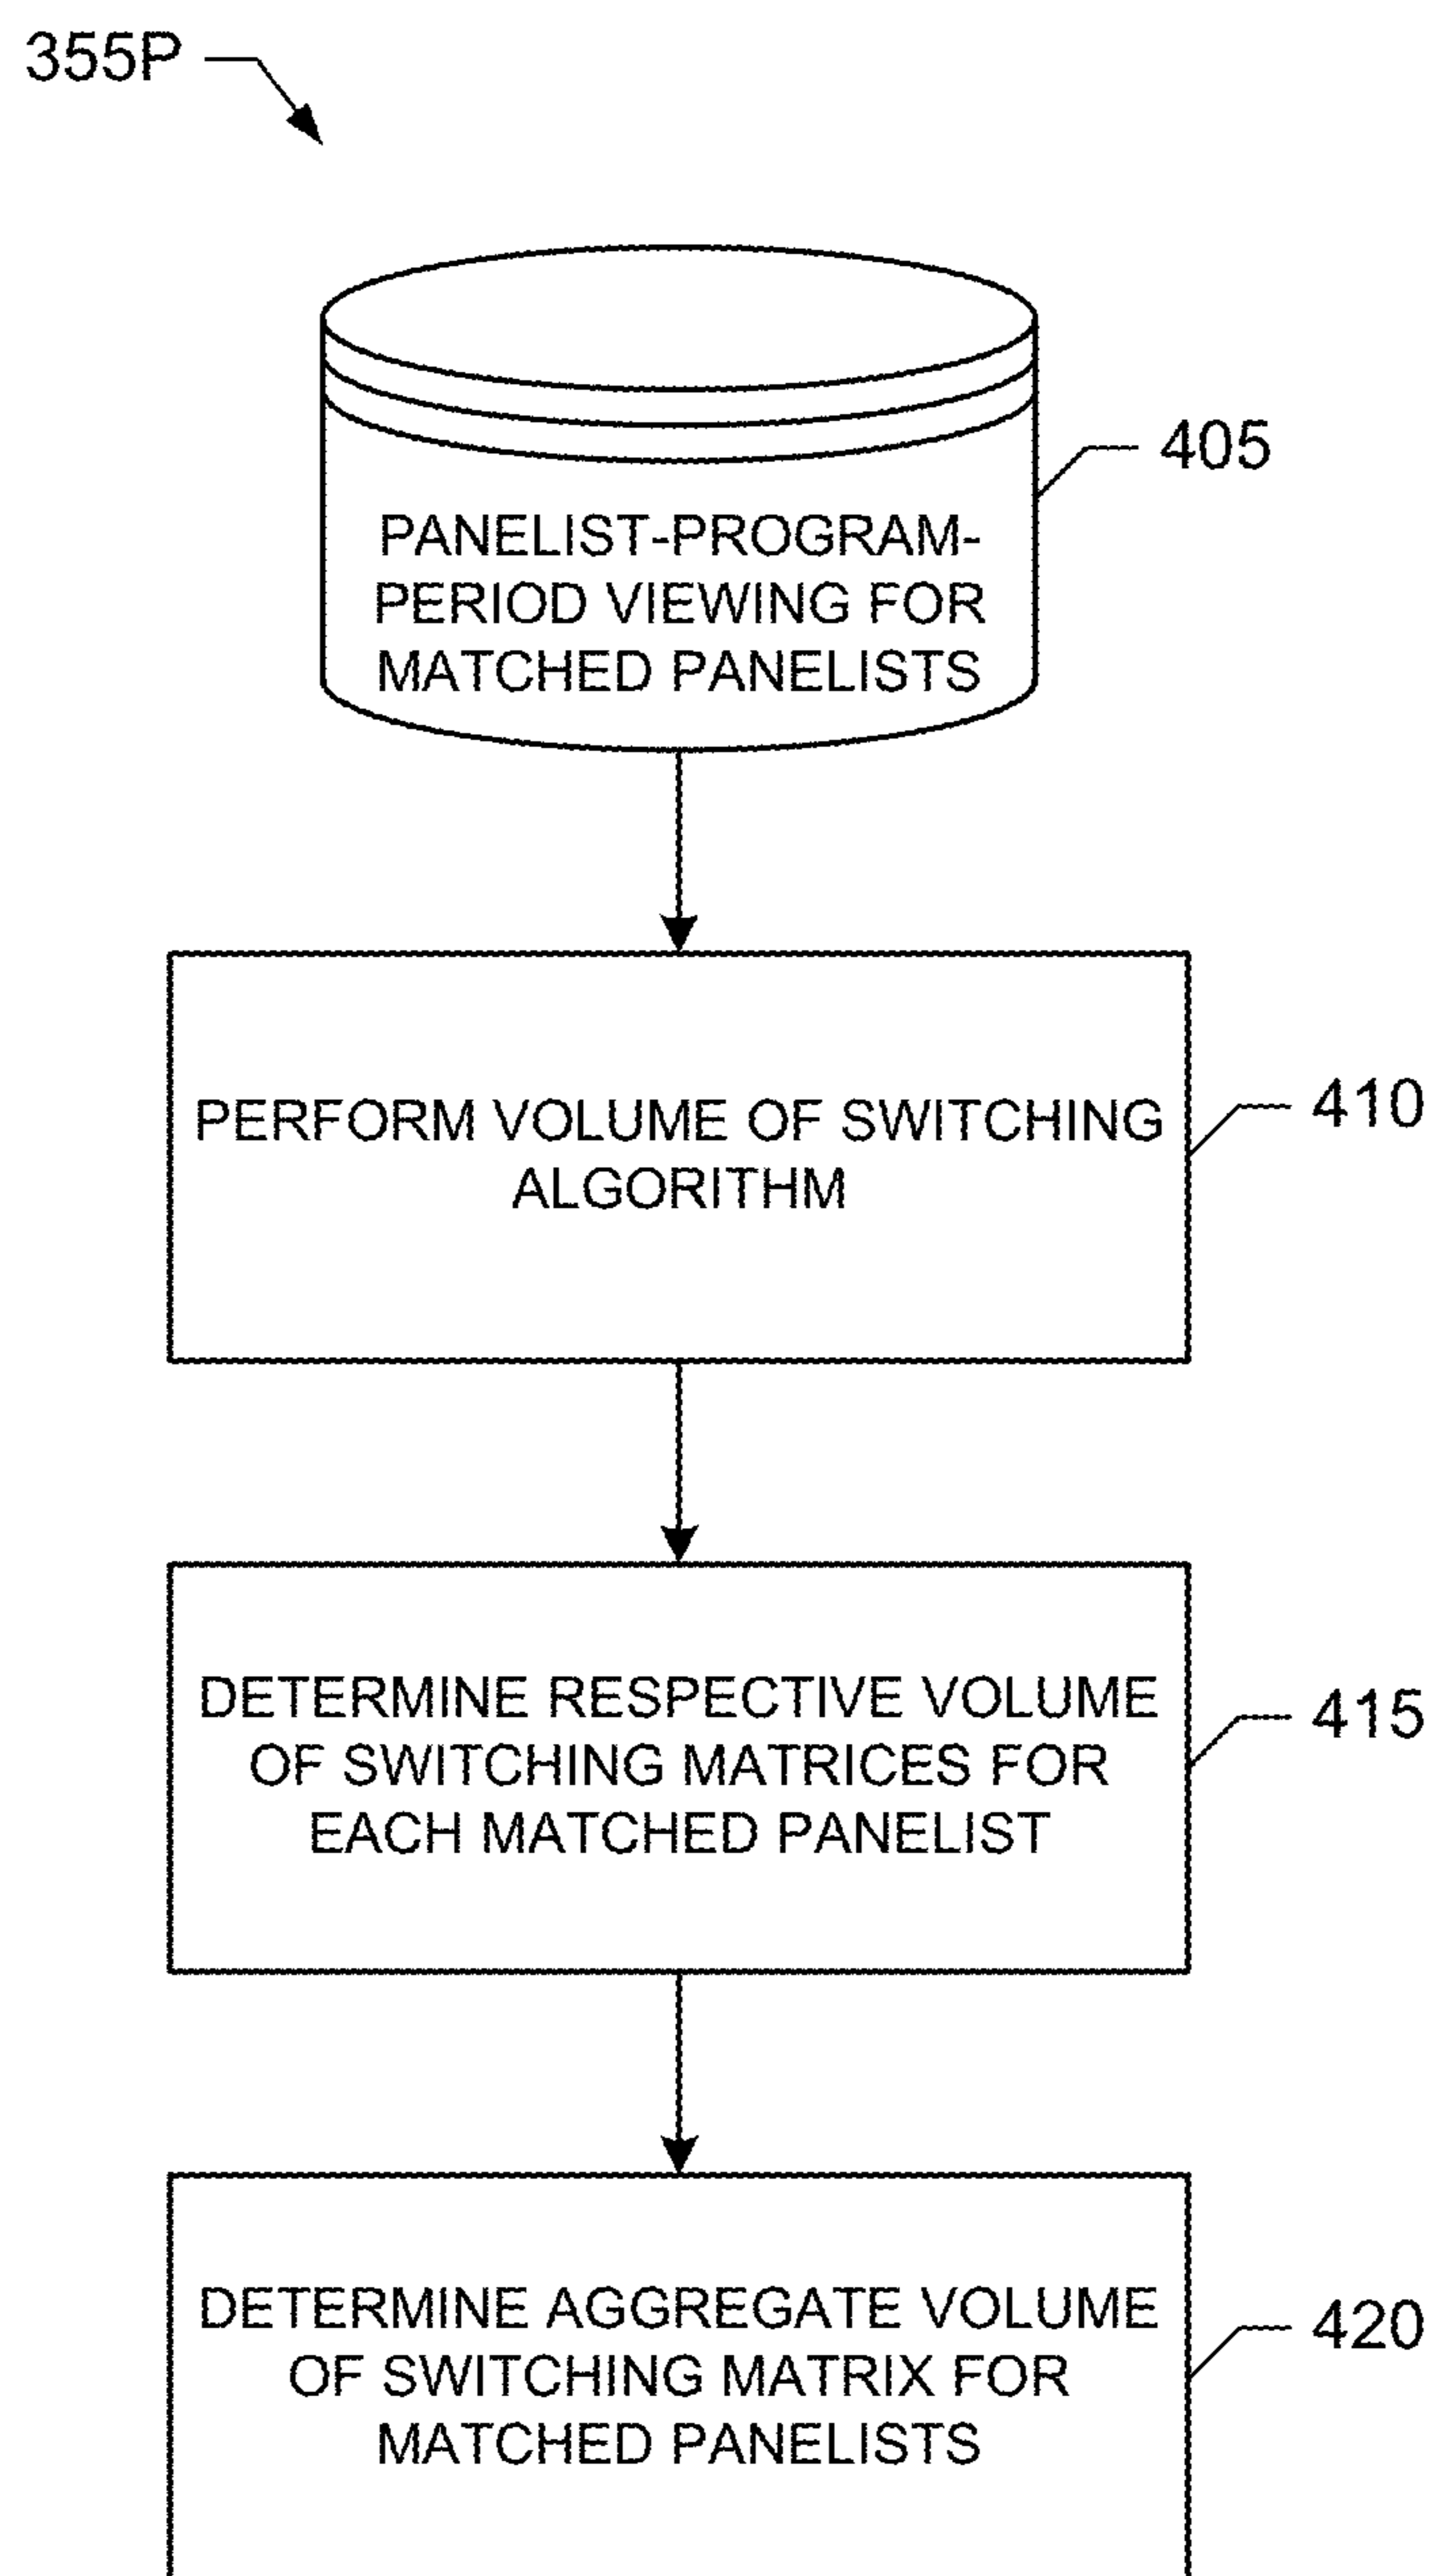 355P
PANELIST-PROGRAM-
PERIOD VIEWING FOR
MATCHED PANELISTS
405
PERFORM VOLUME OF SWITCHING
ALGORITHM
410
DETERMINE RESPECTIVE VOLUME
OF SWITCHING MATRICES FOR
EACH MATCHED PANELIST
415
DETERMINE AGGREGATE VOLUME
OF SWITCHING MATRIX FOR
MATCHED PANELISTS
420